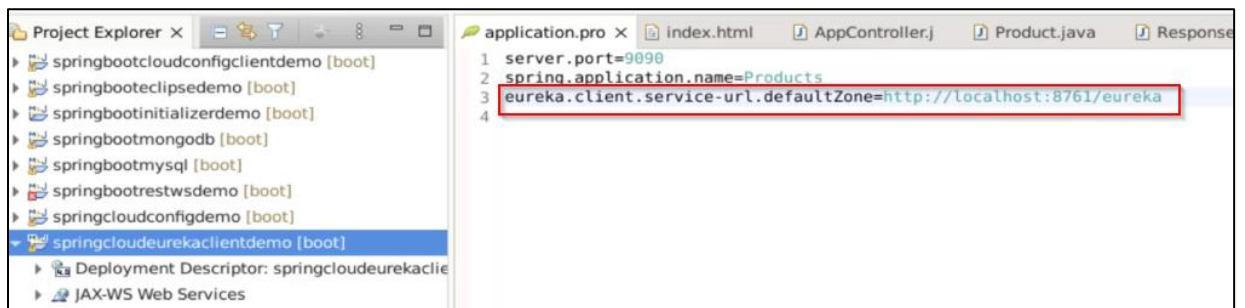 Project Explorer
springbootcloudconfigclientdemo [boot]
springbooteclipsedemo [boot]
springbootinitializerdemo [boot]
springbootmongodb [boot]
springbootmysql [boot]
springbootrestwsdemo [boot]
springcloudconfigdemo [boot]
springcloudeurekaclientdemo [boot]
Deployment Descriptor: springcloudeurekaclie
JAX-WS Web Services
application.pro index.html AppController.j Product.java Response
1 server.port=9090
2 spring.application.name=Products
3 eureka.client.service-url.defaultZone=http://localhost:8761/eureka
4